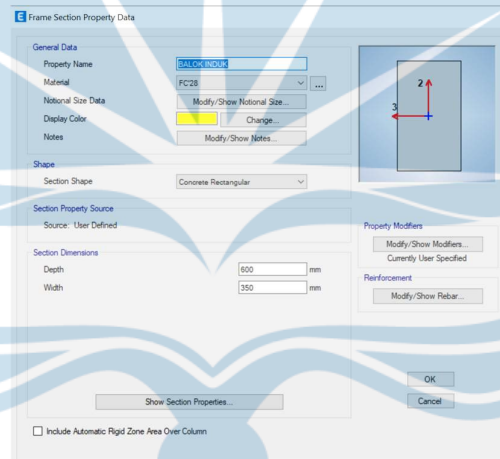 E Frame Section Property Data
General Data
Property Name BALOK INDUK
Material FC'28 ...
Notional Size Data Modify/Show Notional Size...
Display Color Change...
Notes Modify/Show Notes...
2
3
Shape
Section Shape Concrete Rectangular
Section Property Source
Source: User Defined
Property Modifiers
Modify/Show Modifiers...
Currently User Specified
Section Dimensions
Depth 600 mm
Width 350 mm
Reinforcement
Modify/Show Rebar...
OK
Show Section Properties... Cancel
Include Automatic Rigid Zone Area Over Column